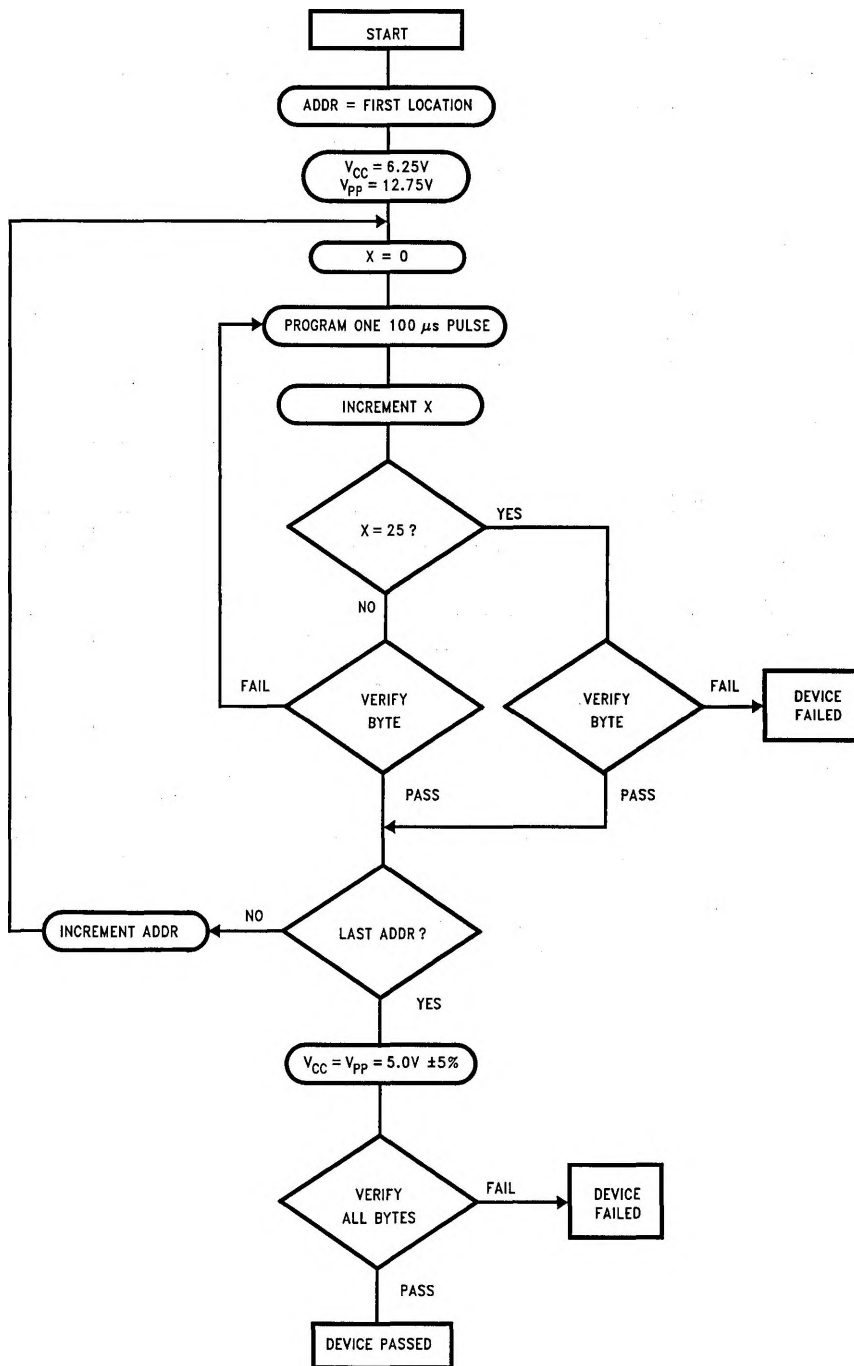 START
ADDR = FIRST LOCATION
VCC = 6.25V
VPP = 12.75V
X = 0
PROGRAM ONE 100 µs PULSE
INCREMENT X
X = 25 ?
YES
NO
FAIL
VERIFY
BYTE
VERIFY
BYTE
FAIL
DEVICE
FAILED
PASS
PASS
INCREMENT ADDR
NO
LAST ADDR ?
YES
VCC = VPP = 5.0V ±5%
VERIFY
ALL BYTES
FAIL
DEVICE
FAILED
PASS
DEVICE PASSED